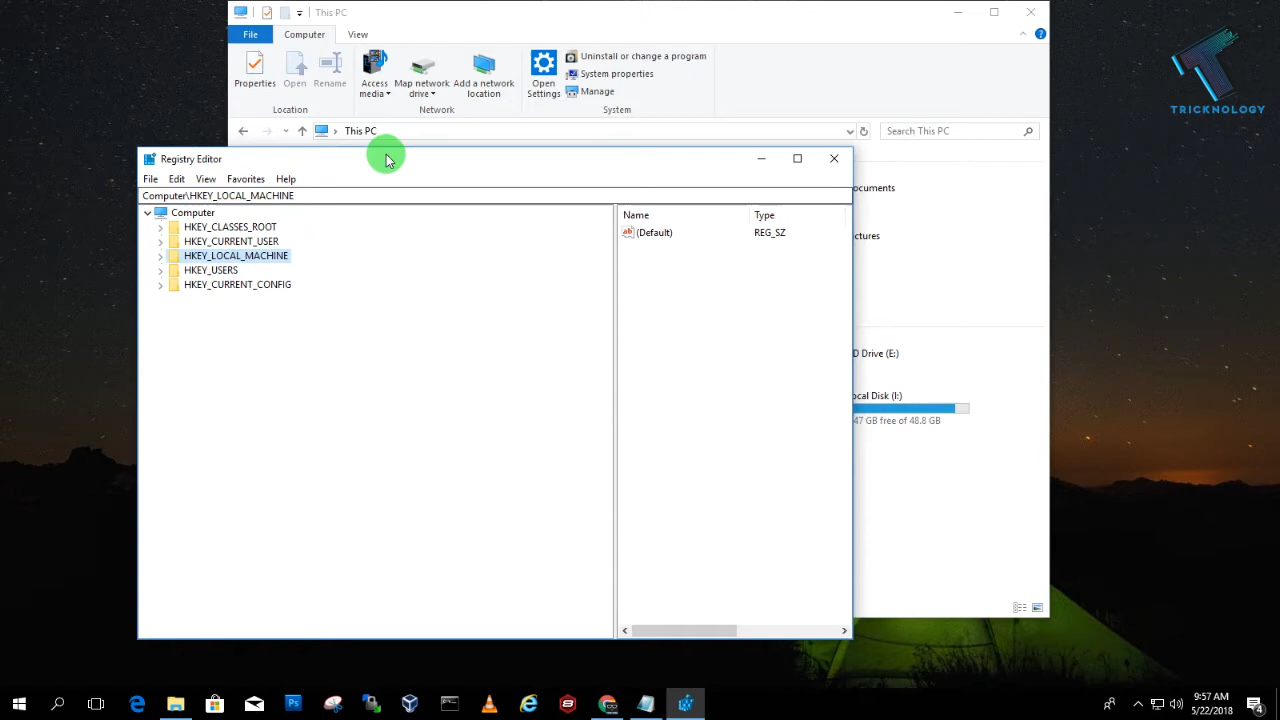 This PC
File
Computer
View
Properties
Open
Rename
Access media
Map network drive
Add a network location
Open Settings
Uninstall or change a program
System properties
Manage
Location
Network
System
TRICKNOLOGY
This PC
Search This PC
Registry Editor
File
Edit
View
Favorites
Help
Computer\HKEY_LOCAL_MACHINE
Computer
HKEY_CLASSES_ROOT
HKEY_CURRENT_USER
HKEY_LOCAL_MACHINE
HKEY_USERS
HKEY_CURRENT_CONFIG
Name
Type
ab
(Default)
REG_SZ
ocuments
ctures
D Drive (E:)
ocal Disk (I:)
47 GB free of 48.8 GB
9:57 AM
5/22/2018